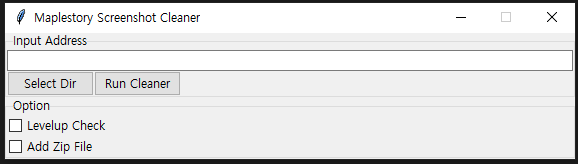 Maplestory Screenshot Cleaner
Input Address
Select Dir Run Cleaner
Option
Levelup Check
Add Zip File